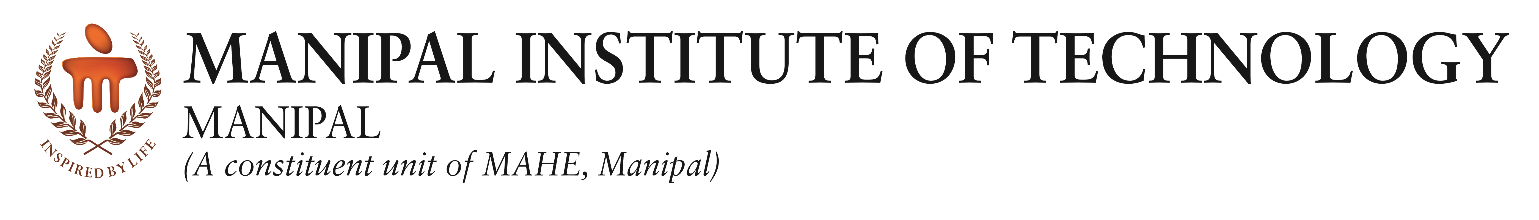 MANIPAL INSTITUTE OF TECHNOLOGY
MANIPAL
(A constituent unit of MAHE, Manipal)
INSPIRED BY LIFE